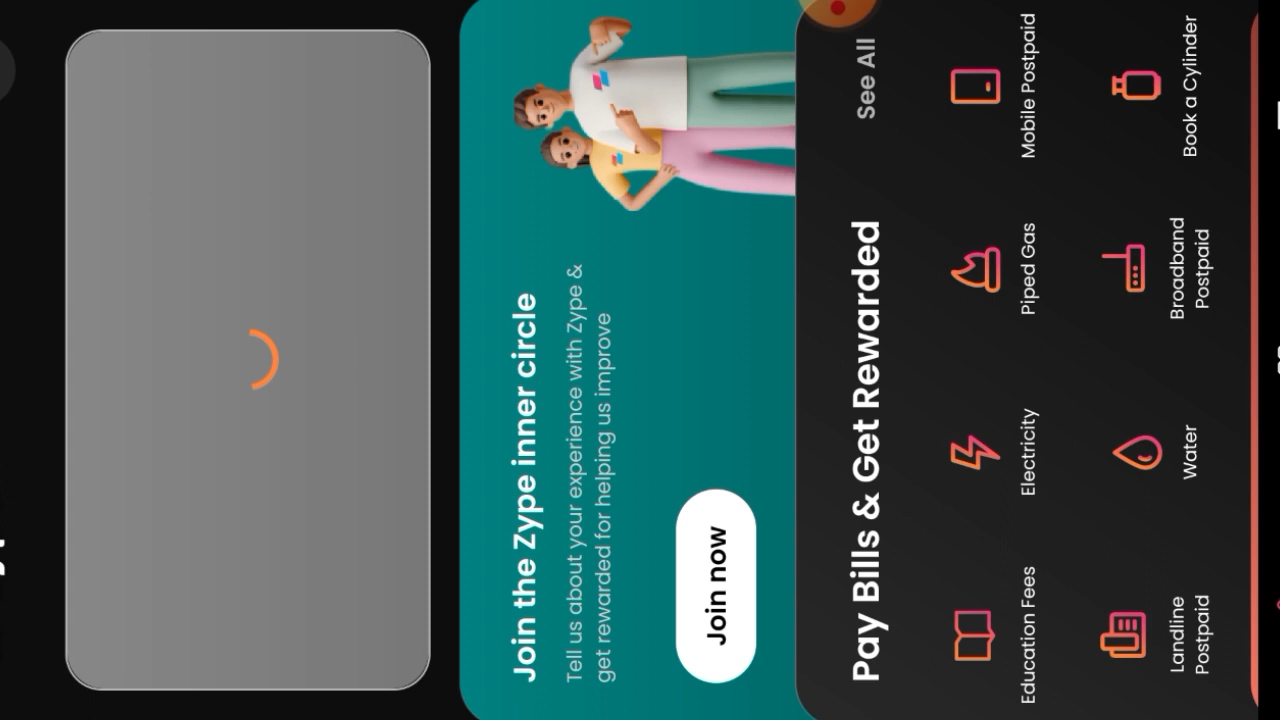 Join the Zype inner circle
Tell us about your experience with Zype &
get rewarded for helping us improve
Join now
Pay Bills & Get Rewarded
See All
Education Fees
Electricity
Piped Gas
Mobile Postpaid
Landline
Postpaid
Water
Broadband
Postpaid
Book a Cylinder